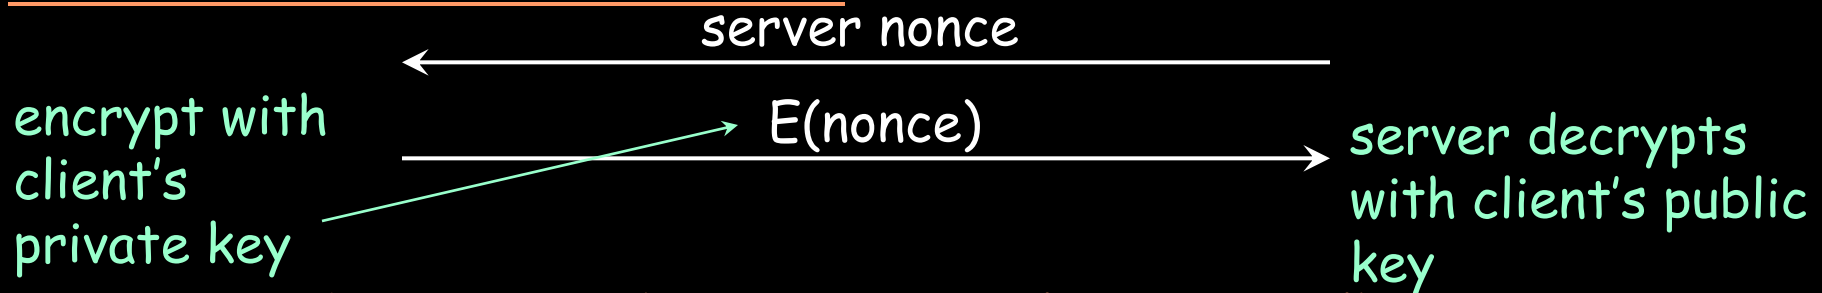 server nonce
encrypt with
client's
private key
E(nonce)
server decrypts
with client's public
key